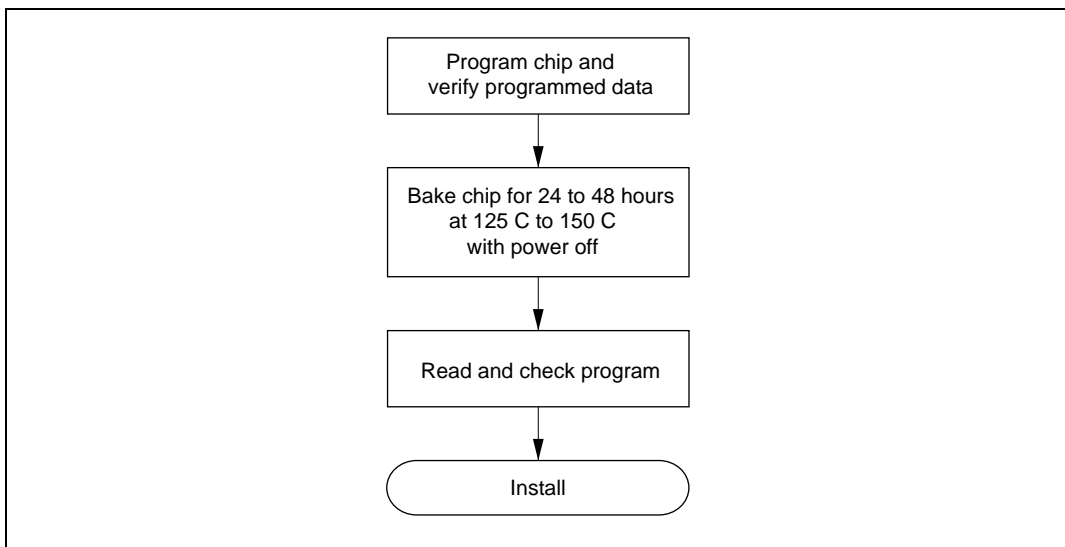 Program chip and
verify programmed data
Bake chip for 24 to 48 hours
at 125 C to 150 C
with power off
Read and check program
Install